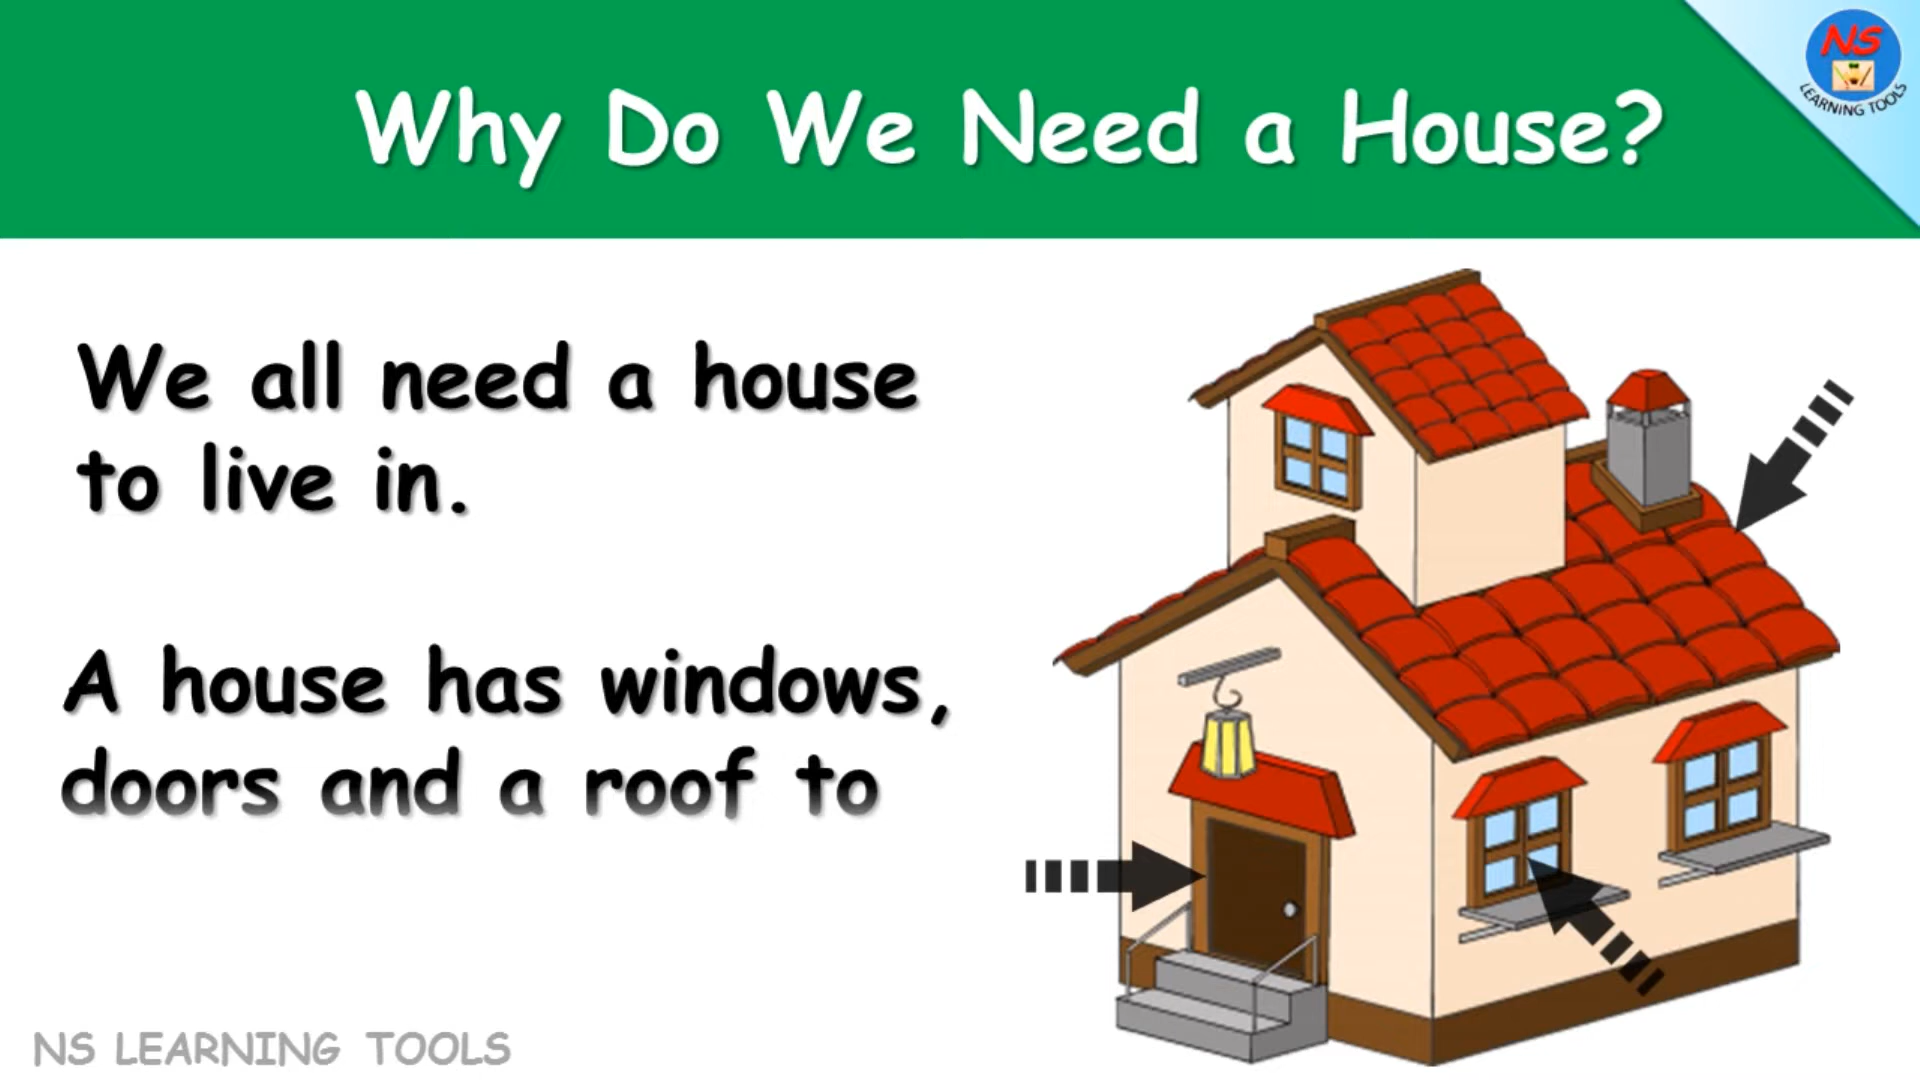 Why Do We Need a House?
NS
LEARNING TOOLS
We all need a house
to live in.
A house has windows,
doors and a roof to
NS LEARNING TOOLS